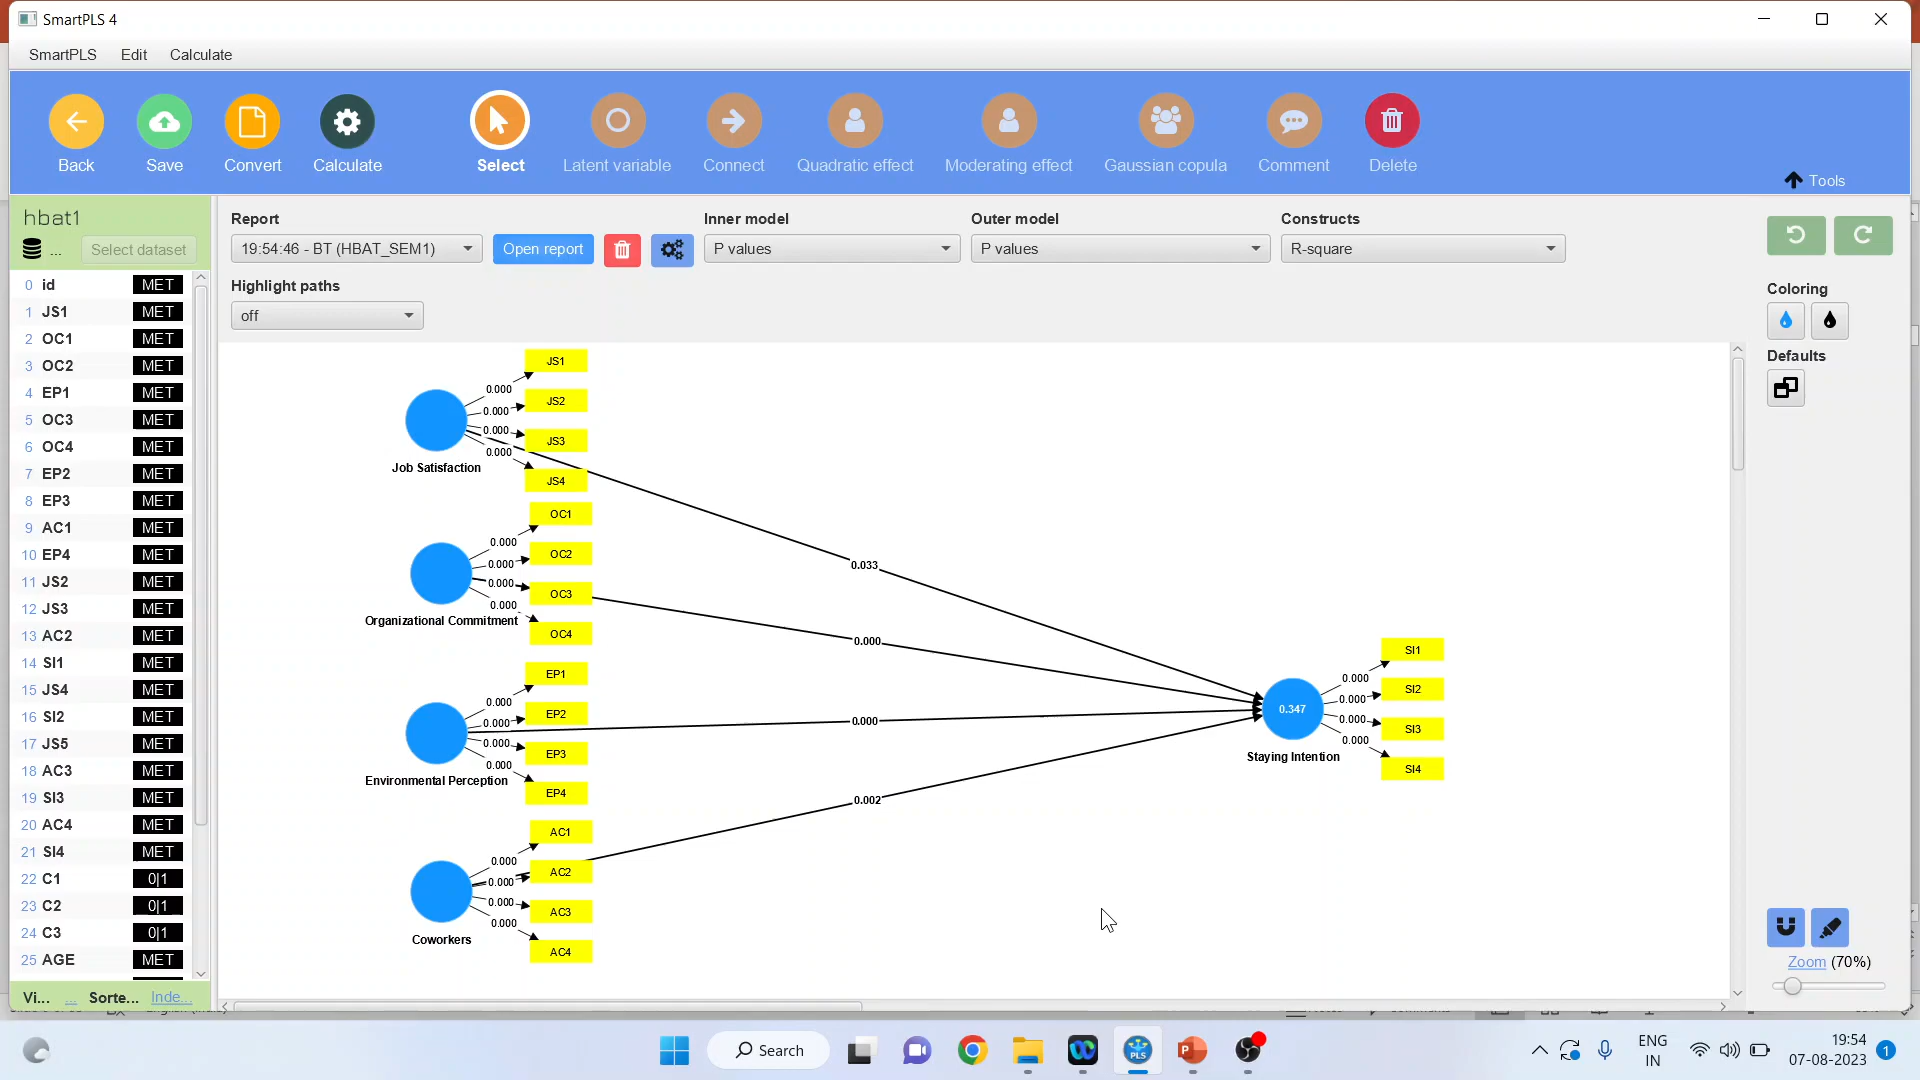 SmartPLS 4
SmartPLS Edit Calculate
Back Save Convert Calculate Select Latent variable Connect Quadratic effect Moderating effect Gaussian copula Comment Delete
Tools
hbat1
... Select dataset
Report Inner model Outer model Constructs
19:54:46 - BT (HBAT_SEM1) Open report P values P values R-square
Highlight paths
off
Coloring
Defaults
0 id MET
1 JS1 MET
2 OC1 MET
3 OC2 MET
4 EP1 MET
5 OC3 MET
6 OC4 MET
7 EP2 MET
8 EP3 MET
9 AC1 MET
10 EP4 MET
11 JS2 MET
12 JS3 MET
13 AC2 MET
14 SI1 MET
15 JS4 MET
16 SI2 MET
17 JS5 MET
18 AC3 MET
19 SI3 MET
20 AC4 MET
21 SI4 MET
22 C1 0|1
23 C2 0|1
24 C3 0|1
25 AGE MET
Vi... ... Sorte... Inde...
JS1
0.000
JS2
0.000
0.000
JS3
0.000
Job Satisfaction
JS4
OC1
0.000
OC2
0.000
0.000
OC3
0.000
Organizational Commitment
OC4
EP1
0.000
EP2
0.000
0.000
EP3
0.000
Environmental Perception
EP4
AC1
0.000
AC2
0.000
0.000
AC3
0.000
Coworkers
AC4
0.033
0.000
0.000
0.002
0.347
Staying Intention
SI1
0.000
SI2
0.000
0.000
SI3
0.000
SI4
Zoom (70%)
Search
PLS
P
ENG
IN
19:54
07-08-2023
1